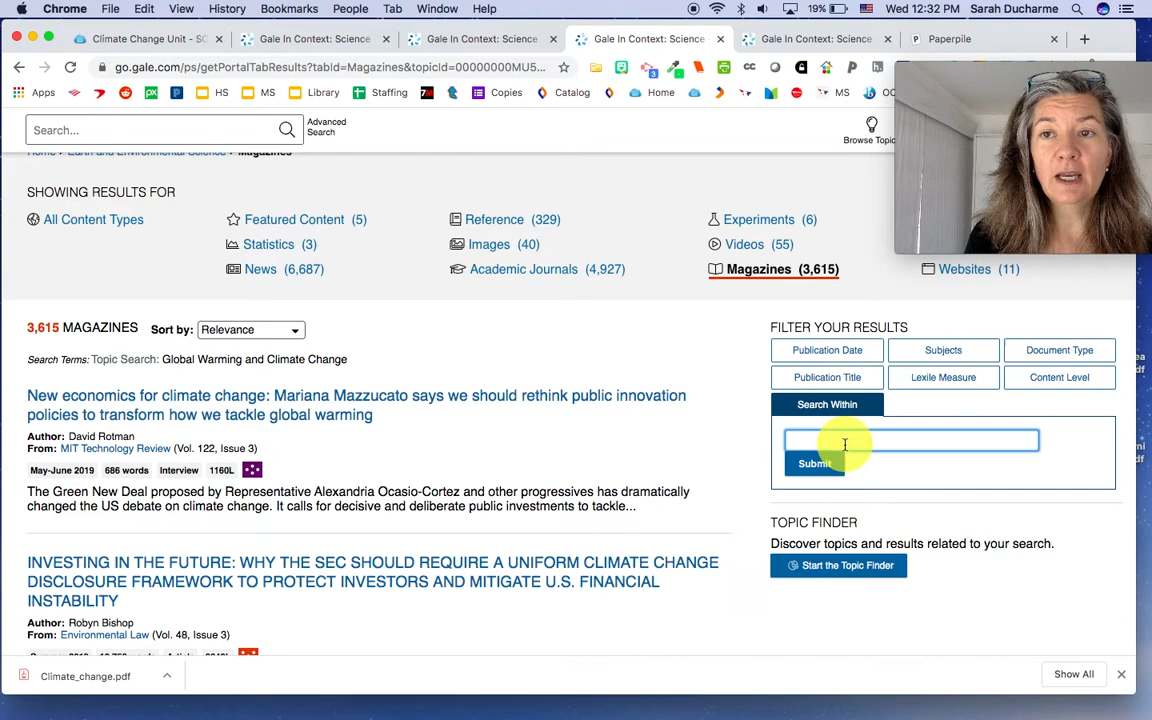 Chrome File Edit View History Bookmarks People Tab Window Help 19% Wed 12:32 PM Sarah Ducharme
Climate Change Unit - SC Gale In Context: Science Gale In Context: Science Gale In Context: Science Gale In Context: Science Paperpile
go.gale.com/ps/getPortalTabResults?tabId=Magazines&topicId=00000000MU5...
Apps HS MS Library Staffing Copies Catalog Home MS
Search... Advanced
Search
Browse Topi
Home > Earth and Environmental Science > Magazines
SHOWING RESULTS FOR
All Content Types Featured Content (5) Reference (329) Experiments (6)
Statistics (3) Images (40) Videos (55)
News (6,687) Academic Journals (4,927) Magazines (3,615) Websites (11)
3,615 MAGAZINES Sort by: Relevance
Search Terms: Topic Search: Global Warming and Climate Change
New economics for climate change: Mariana Mazzucato says we should rethink public innovation
policies to transform how we tackle global warming
Author: David Rotman
From: MIT Technology Review (Vol. 122, Issue 3)
May-June 2019 686 words Interview 1160L
The Green New Deal proposed by Representative Alexandria Ocasio-Cortez and other progressives has dramatically
changed the US debate on climate change. It calls for decisive and deliberate public investments to tackle...
INVESTING IN THE FUTURE: WHY THE SEC SHOULD REQUIRE A UNIFORM CLIMATE CHANGE
DISCLOSURE FRAMEWORK TO PROTECT INVESTORS AND MITIGATE U.S. FINANCIAL
INSTABILITY
Author: Robyn Bishop
From: Environmental Law (Vol. 48, Issue 3)
FILTER YOUR RESULTS
Publication Date Subjects Document Type
Publication Title Lexile Measure Content Level
Search Within
Submit
TOPIC FINDER
Discover topics and results related to your search.
Start the Topic Finder
Climate_change.pdf Show All